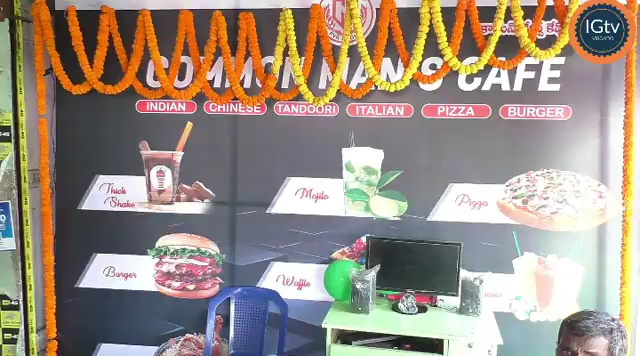 IGtv
COMMON MAN'S CAFE
INDIAN CHINESE TANDOORI ITALIAN PIZZA BURGER
Thick
Shake
Mojito
Pizza
Burger
Waffle